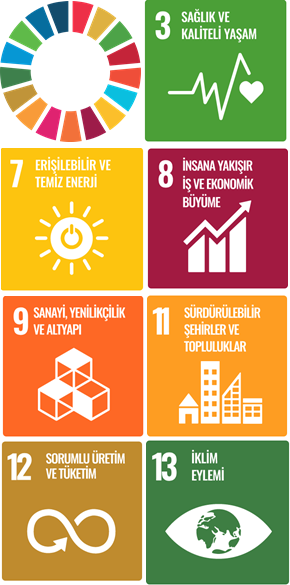 3 SAĞLIK VE
KALİTELİ YAŞAM
7 ERİŞİLEBİLİR VE
TEMİZ ENERJİ
8 İNSANA YAKIŞIR
İŞ VE EKONOMİK
BÜYÜME
9 SANAYİ, YENİLİKÇİLİK
VE ALTYAPI
11 SÜRDÜRÜLEBİLİR
ŞEHİRLER VE
TOPLULUKLAR
12 SORUMLU ÜRETİM
VE TÜKETİM
13 İKLİM
EYLEMİ